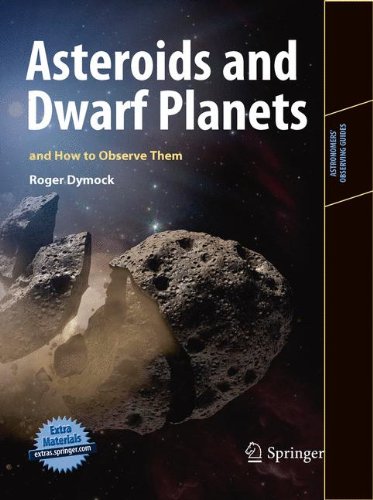 Asteroids and
Dwarf Planets
and How to Observe Them
Roger Dymock
ASTRONOMERS'
OBSERVING GUIDES
Extra
Materials
extras.springer.com
Springer